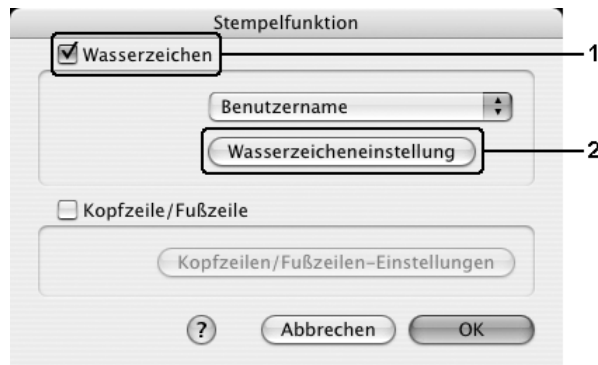 Stempelfunktion
Wasserzeichen
1
Benutzername
Wasserzeicheneinstellung
2
Kopfzeile/Fußzeile
Kopfzeilen/Fußzeilen-Einstellungen
? Abbrechen OK